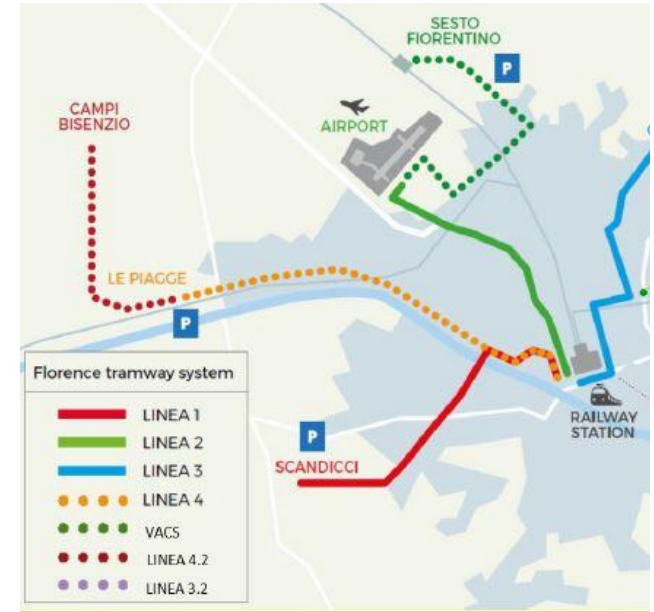 SESTO
FIORENTINO
P
CAMPI
BISENZIO
AIRPORT
LE PIAGGE
P
Florence tramway system
LINEA 1
LINEA 2
LINEA 3
LINEA 4
VACS
LINEA 4.2
LINEA 3.2
P
SCANDICCI
RAILWAY
STATION